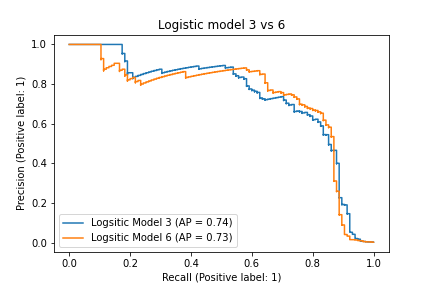 Logistic model 3 vs 6
Precision (Positive label: 1)
1.0
0.8
0.6
0.4
0.2
0.0
Logsitic Model 3 (AP = 0.74)
Logsitic Model 6 (AP = 0.73)
0.0 0.2 0.4 0.6 0.8 1.0
Recall (Positive label: 1)